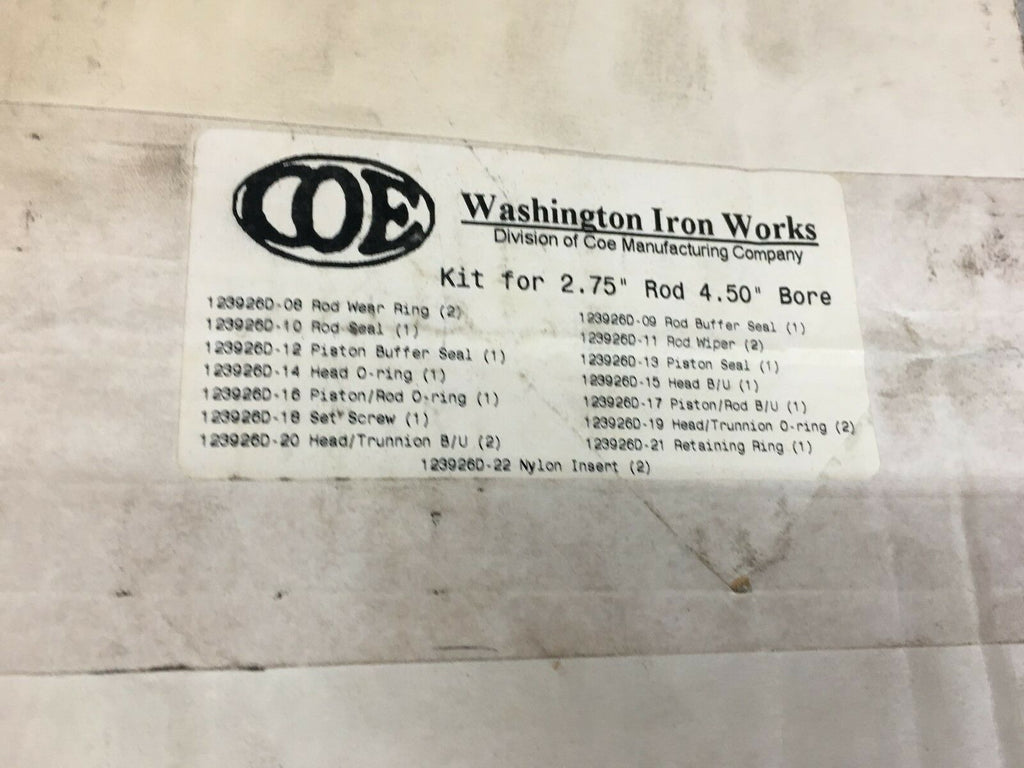 COE
Washington Iron Works
Division of Coe Manufacturing Company
Kit for 2.75" Rod 4.50" Bore
123926D-08 Rod Wear Ring (2)
123926D-09 Rod Buffer Seal (1)
123926D-10 Rod Seal (1)
123926D-11 Rod Wiper (2)
123926D-12 Piston Buffer Seal (1)
123926D-13 Piston Seal (1)
123926D-14 Head O-ring (1)
123926D-15 Head B/U (1)
123926D-16 Piston/Rod O-ring (1)
123926D-17 Piston/Rod B/U (1)
123926D-18 Set Screw (1)
123926D-19 Head/Trunnion O-ring (2)
123926D-20 Head/Trunnion B/U (2)
123926D-21 Retaining Ring (1)
123926D-22 Nylon Insert (2)